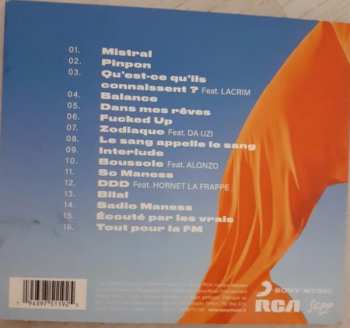 01. Mistral
02. Pinpon
03. Qu'est-ce qu'ils
connaissent ? Feat. LACRIM
04. Balance
05. Dans mes rêves
06. Fucked Up
07. Zodiaque Feat. DA UZI
08. Le sang appelle le sang
09. Interlude
10. Boussole Feat. ALONZO
11. So Maness
12. DDD Feat. HORNET LA FRAPPE
13. Bilal
14. Sadio Maness
15. Écouté par les vrais
16. Tout pour la FM
SONY MUSIC
RCA